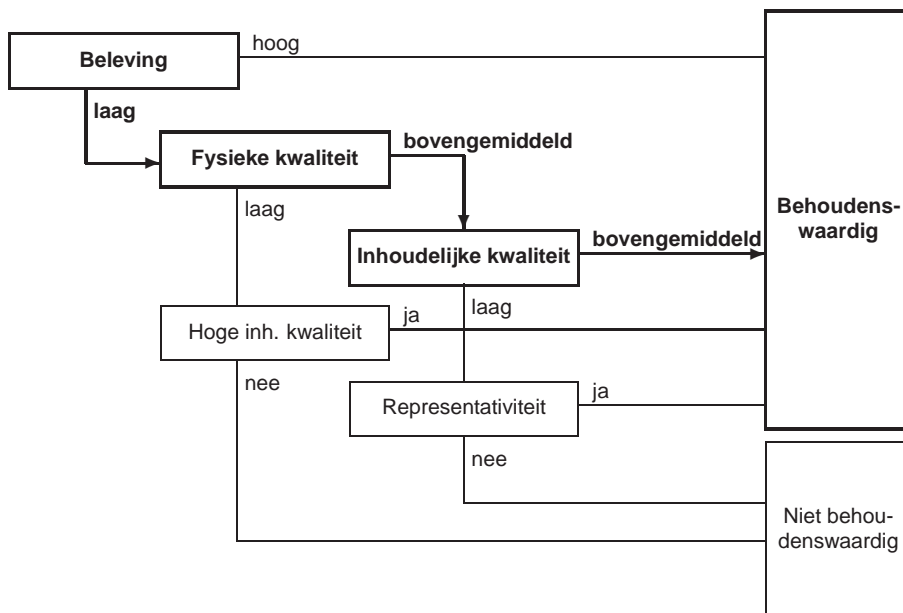 hoog
Beleving
laag
Fysieke kwaliteit
bovengemiddeld
laag
Behoudens-
waardig
bovengemiddeld
Inhoudelijke kwaliteit
laag
ja
Hoge inh. kwaliteit
nee
ja
Representativiteit
nee
Niet behou-
denswaardig